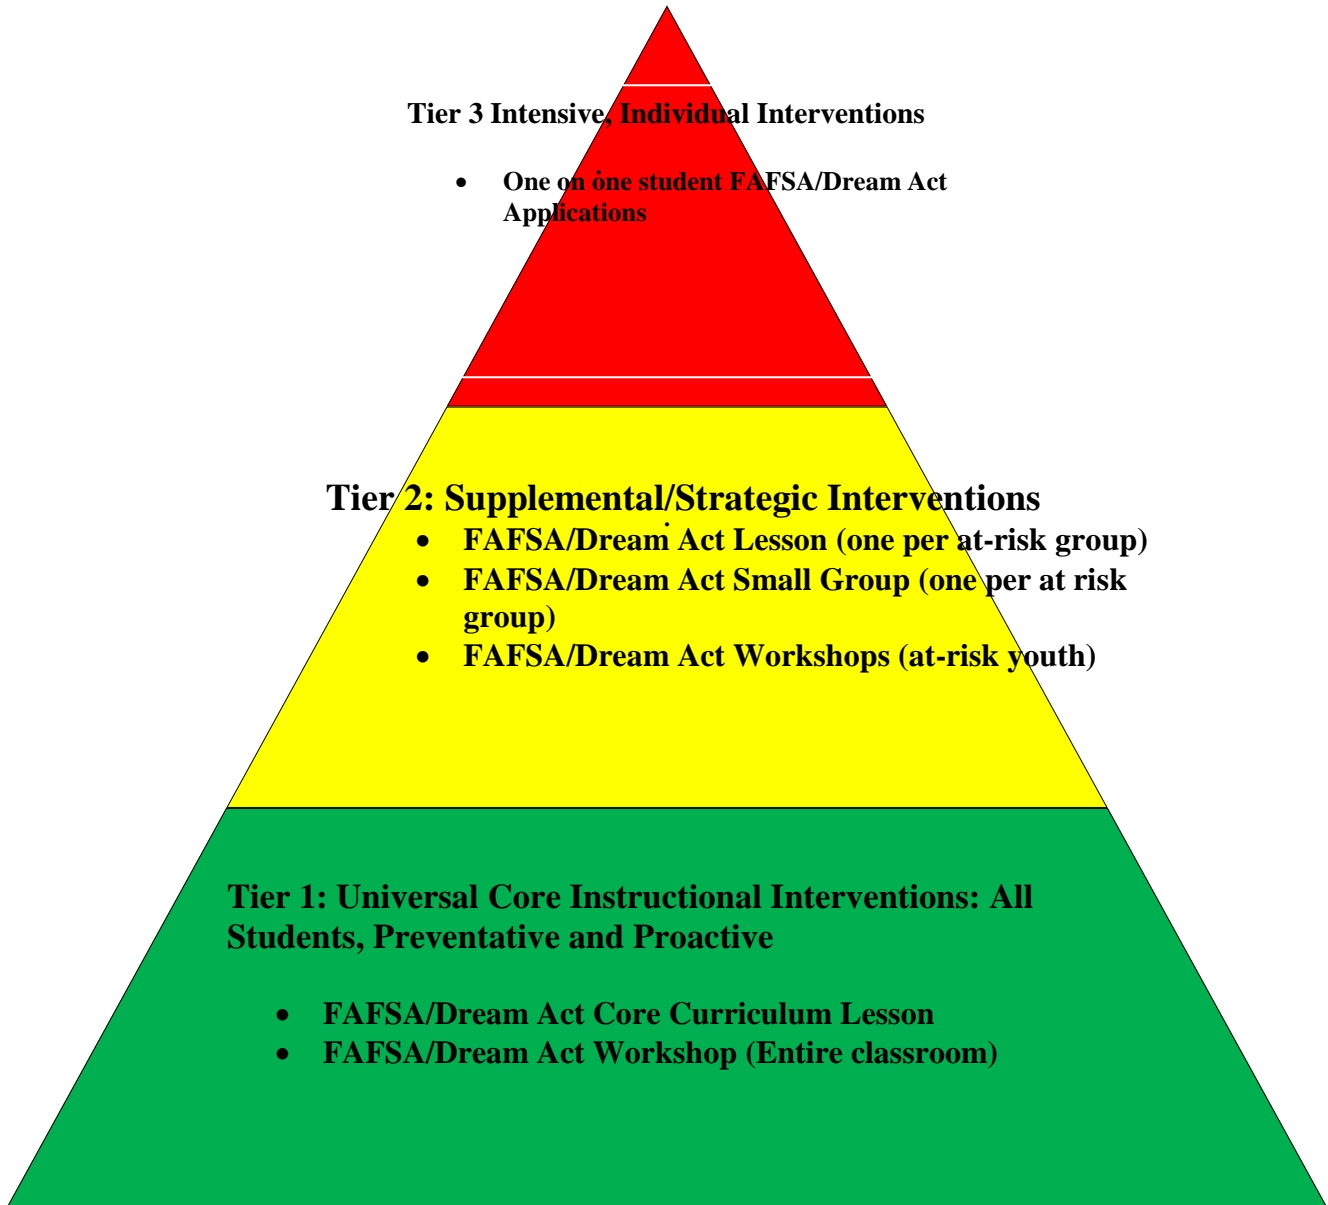 Tier 3 Intensive, Individual Interventions
• One on one student FAFSA/Dream Act
Applications
Tier 2: Supplemental/Strategic Interventions
• FAFSA/Dream Act Lesson (one per at-risk group)
• FAFSA/Dream Act Small Group (one per at risk
group)
• FAFSA/Dream Act Workshops (at-risk youth)
Tier 1: Universal Core Instructional Interventions: All
Students, Preventative and Proactive
• FAFSA/Dream Act Core Curriculum Lesson
• FAFSA/Dream Act Workshop (Entire classroom)